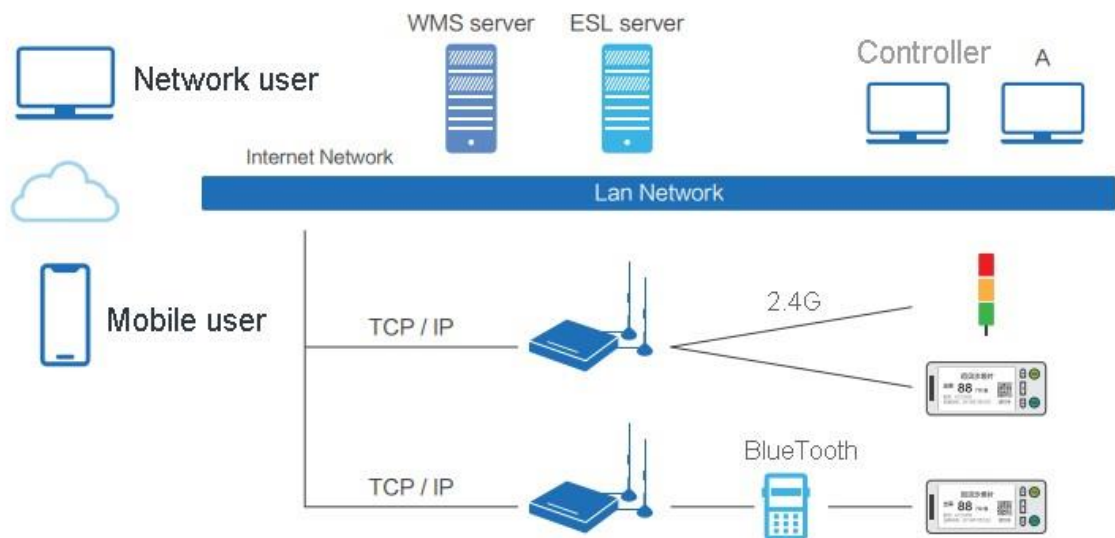 WMS server
ESL server
Controller
A
Network user
Internet Network
Lan Network
Mobile user
TCP / IP
2.4G
88
TCP / IP
BlueTooth
88